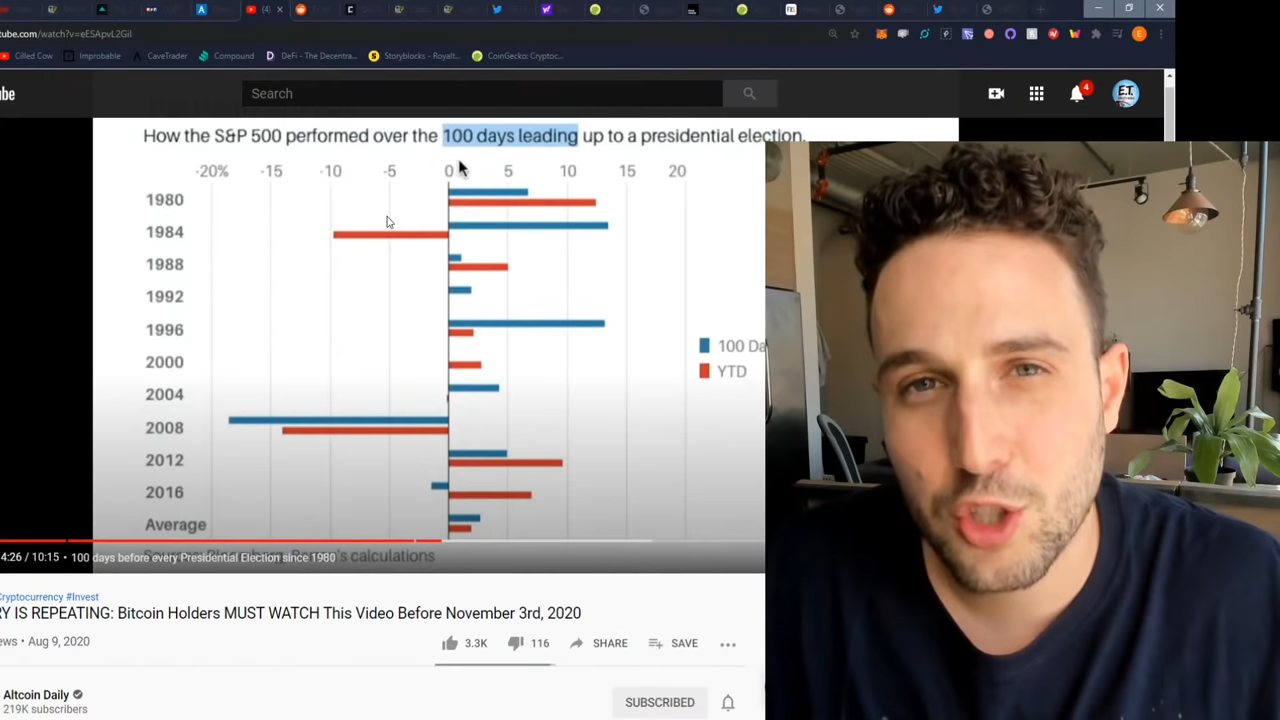 (4)
tube.com/watch?v=eESApvL2GiI
Cilled Cow
Improbable
CaveTrader
Compound
DeFi - The Decentra...
Storyblocks - Royalt...
CoinGecko: Cryptoc...
be
Search
4
E.T.
How the S&P 500 performed over the 100 days leading up to a presidential election.
-20% -15 -10 -5 0 5 10 15 20
1980
1984
1988
1992
1996
100 Da
2000
YTD
2004
2008
2012
2016
Average
's calculations
4:26 / 10:15 • 100 days before every Presidential Election since 1980
Cryptocurrency #Invest
RY IS REPEATING: Bitcoin Holders MUST WATCH This Video Before November 3rd, 2020
ews • Aug 9, 2020
3.3K
116
SHARE
SAVE
Altcoin Daily
219K subscribers
SUBSCRIBED